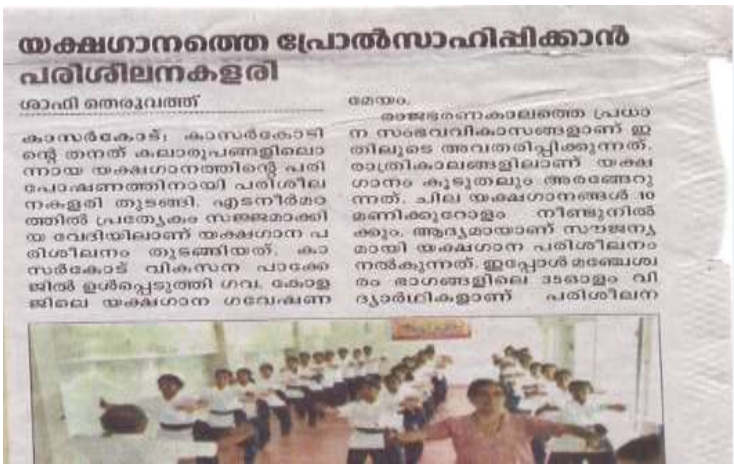 യക്ഷഗാനത്തെ പ്രോൽസാഹിപ്പിക്കാൻ
പരിശീലനകളരി
ശാഫി തെരുവത്ത്
കാസർകോട്: കാസർകോടി
ന്റെ തനത് കലാരൂപങ്ങളിലൊ
ന്നായ യക്ഷഗാനത്തിന്റെ പരി
പോഷണത്തിനായി പരിശീല
നകളരി തുടങ്ങി. എടനീർമഠ
ത്തിൽ പ്രത്യേകം സജ്ജമാക്കി
യ വേദിയിലാണ് യക്ഷഗാന പ
രിശീലനം തുടങ്ങിയത്. കാ
സർകോട് വികസന പാക്കേ
ജിൽ ഉൾപ്പെടുത്തി ഗവ. കോള
ജിലെ യക്ഷഗാന ഗവേഷണ
മേയം.
രാജഭരണകാലത്തെ പ്രധാ
ന സംഭവവികാസങ്ങളാണ് ഇ
തിലൂടെ അവതരിപ്പിക്കുന്നത്.
രാത്രികാലങ്ങളിലാണ് യക്ഷ
ഗാനം കൂടുതലും അരങ്ങേറു
ന്നത്. ചില യക്ഷഗാനങ്ങൾ 10
മണിക്കൂറോളം നീണ്ടുനിൽ
ക്കും. ആദ്യമായാണ് സൗജന്യ
മായി യക്ഷഗാന പരിശീലനം
നൽകുന്നത്. ഇപ്പോൾ മഞ്ചേശ്വ
രം ഭാഗങ്ങളിലെ 35ഓളം വി
ദ്യാർഥികളാണ് പരിശീലന